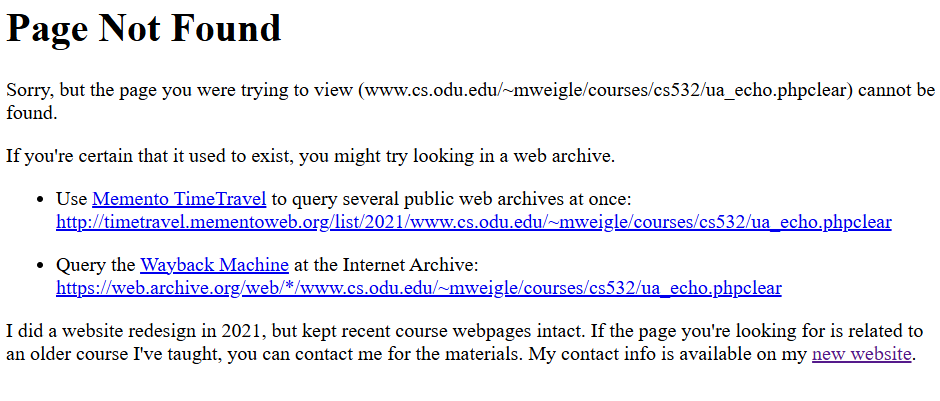 Page Not Found
Sorry, but the page you were trying to view (www.cs.odu.edu/~mweigle/courses/cs532/ua_echo.phpclear) cannot be
found.
If you're certain that it used to exist, you might try looking in a web archive.
• Use Memento TimeTravel to query several public web archives at once:
http://timetravel.mementoweb.org/list/2021/www.cs.odu.edu/~mweigle/courses/cs532/ua_echo.phpclear
• Query the Wayback Machine at the Internet Archive:
https://web.archive.org/web/*/www.cs.odu.edu/~mweigle/courses/cs532/ua_echo.phpclear
I did a website redesign in 2021, but kept recent course webpages intact. If the page you're looking for is related to
an older course I've taught, you can contact me for the materials. My contact info is available on my new website.